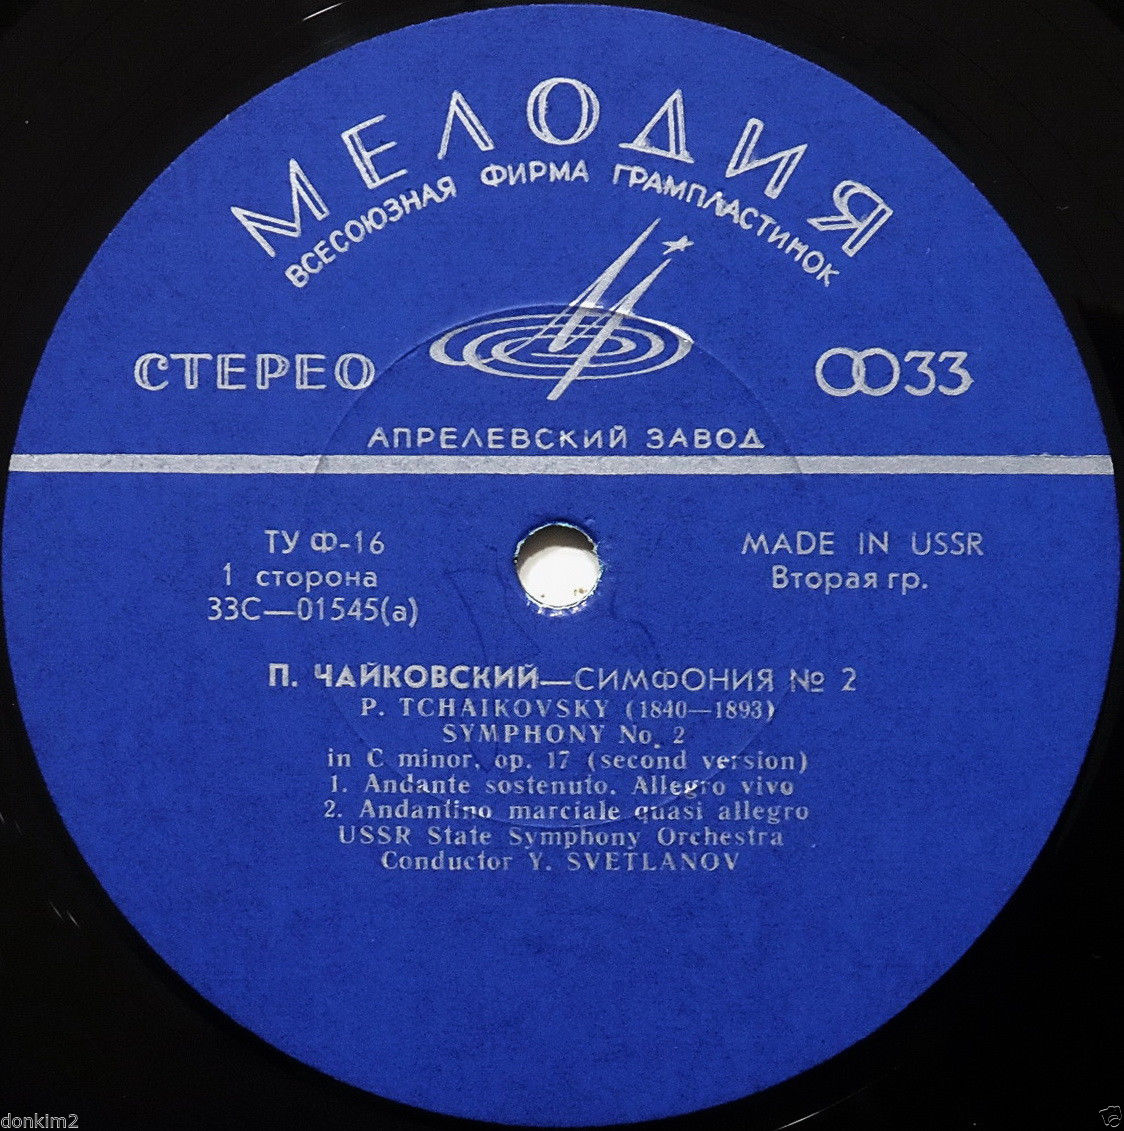 МЕЛОДИЯ
ВСЕСОЮЗНАЯ ФИРМА ГРАМПЛАСТИНОК
СТЕРЕО
33
АПРЕЛЕВСКИЙ ЗАВОД
ТУ Ф-16
1 сторона
33С—01545(а)
MADE IN USSR
Вторая гр.
П. ЧАЙКОВСКИЙ—СИМФОНИЯ № 2
P. TCHAIKOVSKY (1840—1893)
SYMPHONY No. 2
in C minor, op. 17 (second version)
1. Andante sostenuto. Allegro vivo
2. Andantino marciale quasi allegro
USSR State Symphony Orchestra
Conductor Y. SVETLANOV
donkim2